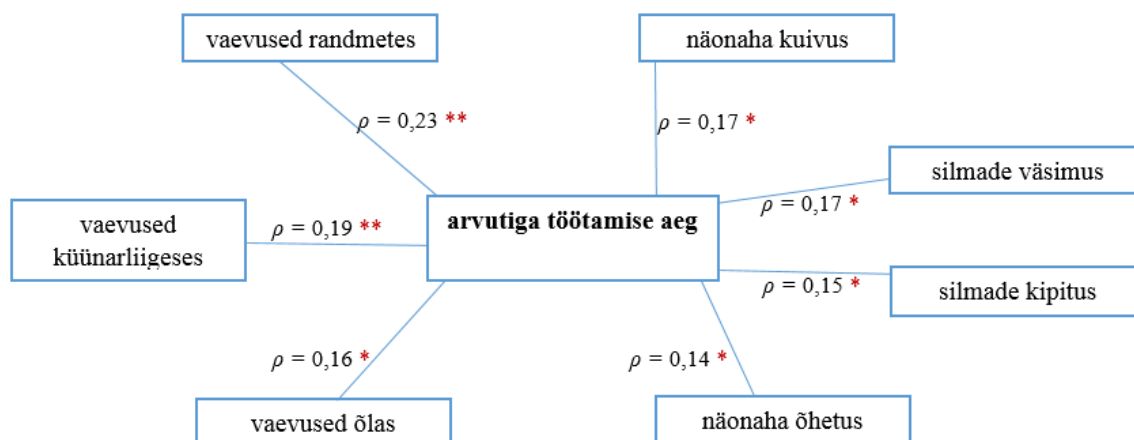 vaevused randmetes
näonaha kuivus
ρ = 0,23 **
ρ = 0,17 *
silmade väsimus
ρ = 0,17 *
arvutiga töötamise aeg
vaevused
küünarliigeses
ρ = 0,19 **
ρ = 0,15 *
silmade kipitus
ρ = 0,16 *
ρ = 0,14 *
vaevused õlas
näonaha õhetus